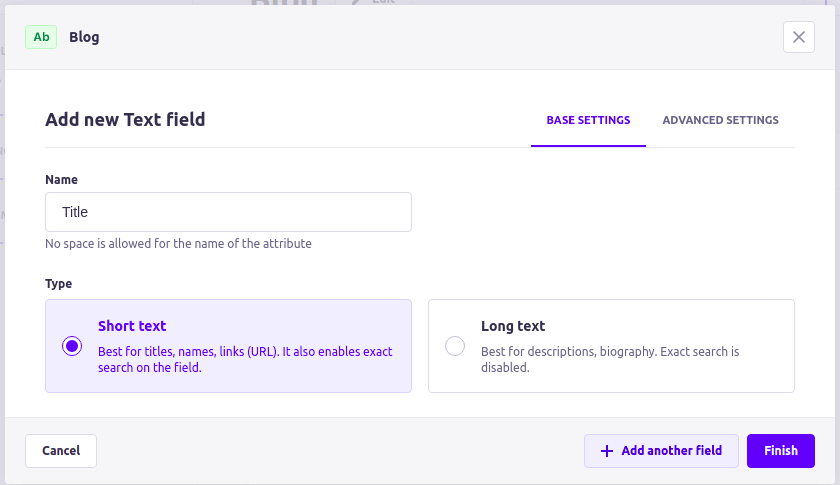 Ab Blog
Add new Text field
BASE SETTINGS
ADVANCED SETTINGS
Name
Title
No space is allowed for the name of the attribute
Type
Short text
Best for titles, names, links (URL). It also enables exact
search on the field.
Long text
Best for descriptions, biography. Exact search is
disabled.
Cancel
Add another field
Finish